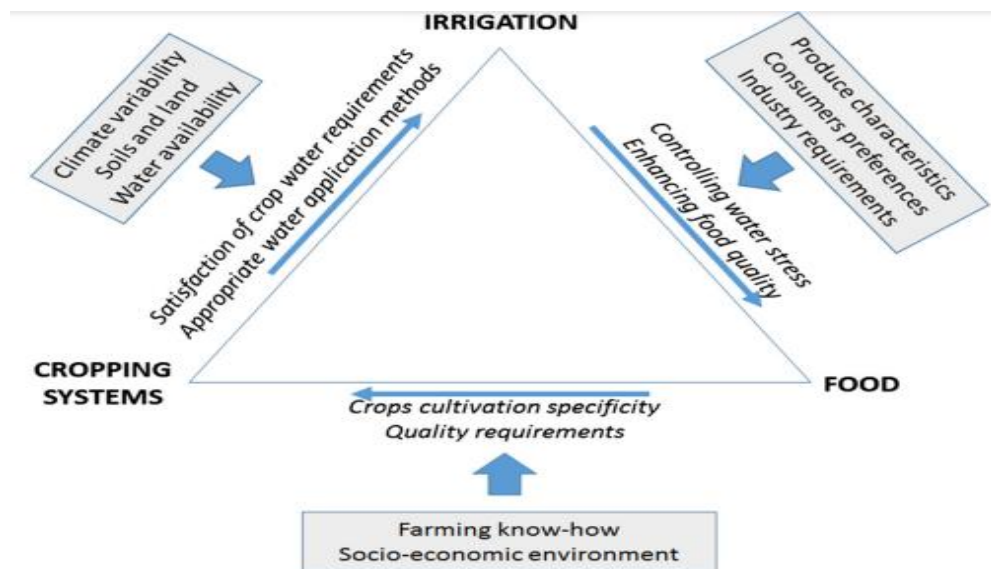 IRRIGATION
Climate variability
Soils and land
Water availability
Satisfaction of crop water requirements
Appropriate water application methods
Produce characteristics
Consumers preferences
Industry requirements
Controlling water stress
Enhancing food quality
CROPPING
SYSTEMS
FOOD
Crops cultivation specificity
Quality requirements
Farming know-how
Socio-economic environment